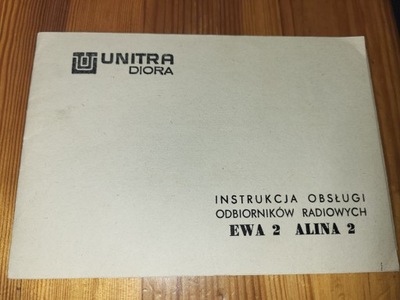 UNITRA
DIORA
INSTRUKCJA OBSŁUGI
ODBIORNIKÓW RADIOWYCH
EWA 2 ALINA 2